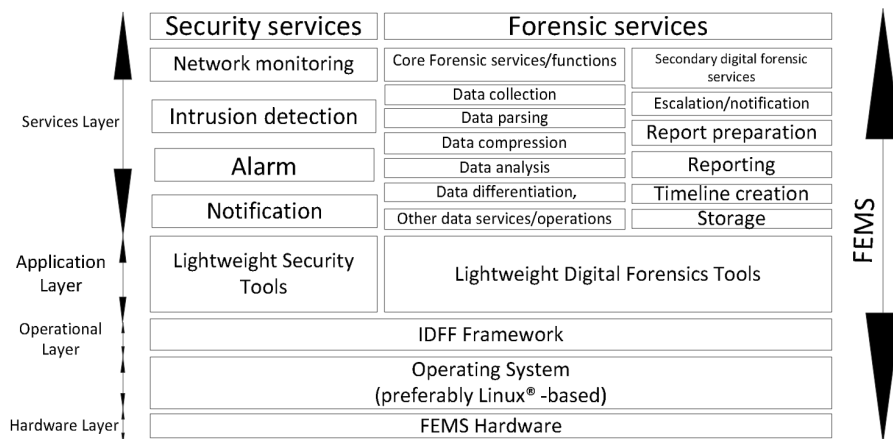 Security services
Forensic services
Network monitoring
Core Forensic services/functions
Secondary digital forensic
services
Services Layer
Intrusion detection
Data collection
Escalation/notification
Data parsing
Report preparation
Data compression
Alarm
Data analysis
Reporting
Data differentiation,
Timeline creation
Notification
Other data services/operations
Storage
FEMS
Application
Layer
Lightweight Security
Tools
Lightweight Digital Forensics Tools
Operational
Layer
IDFF Framework
Operating System
(preferably Linux® -based)
Hardware Layer
FEMS Hardware